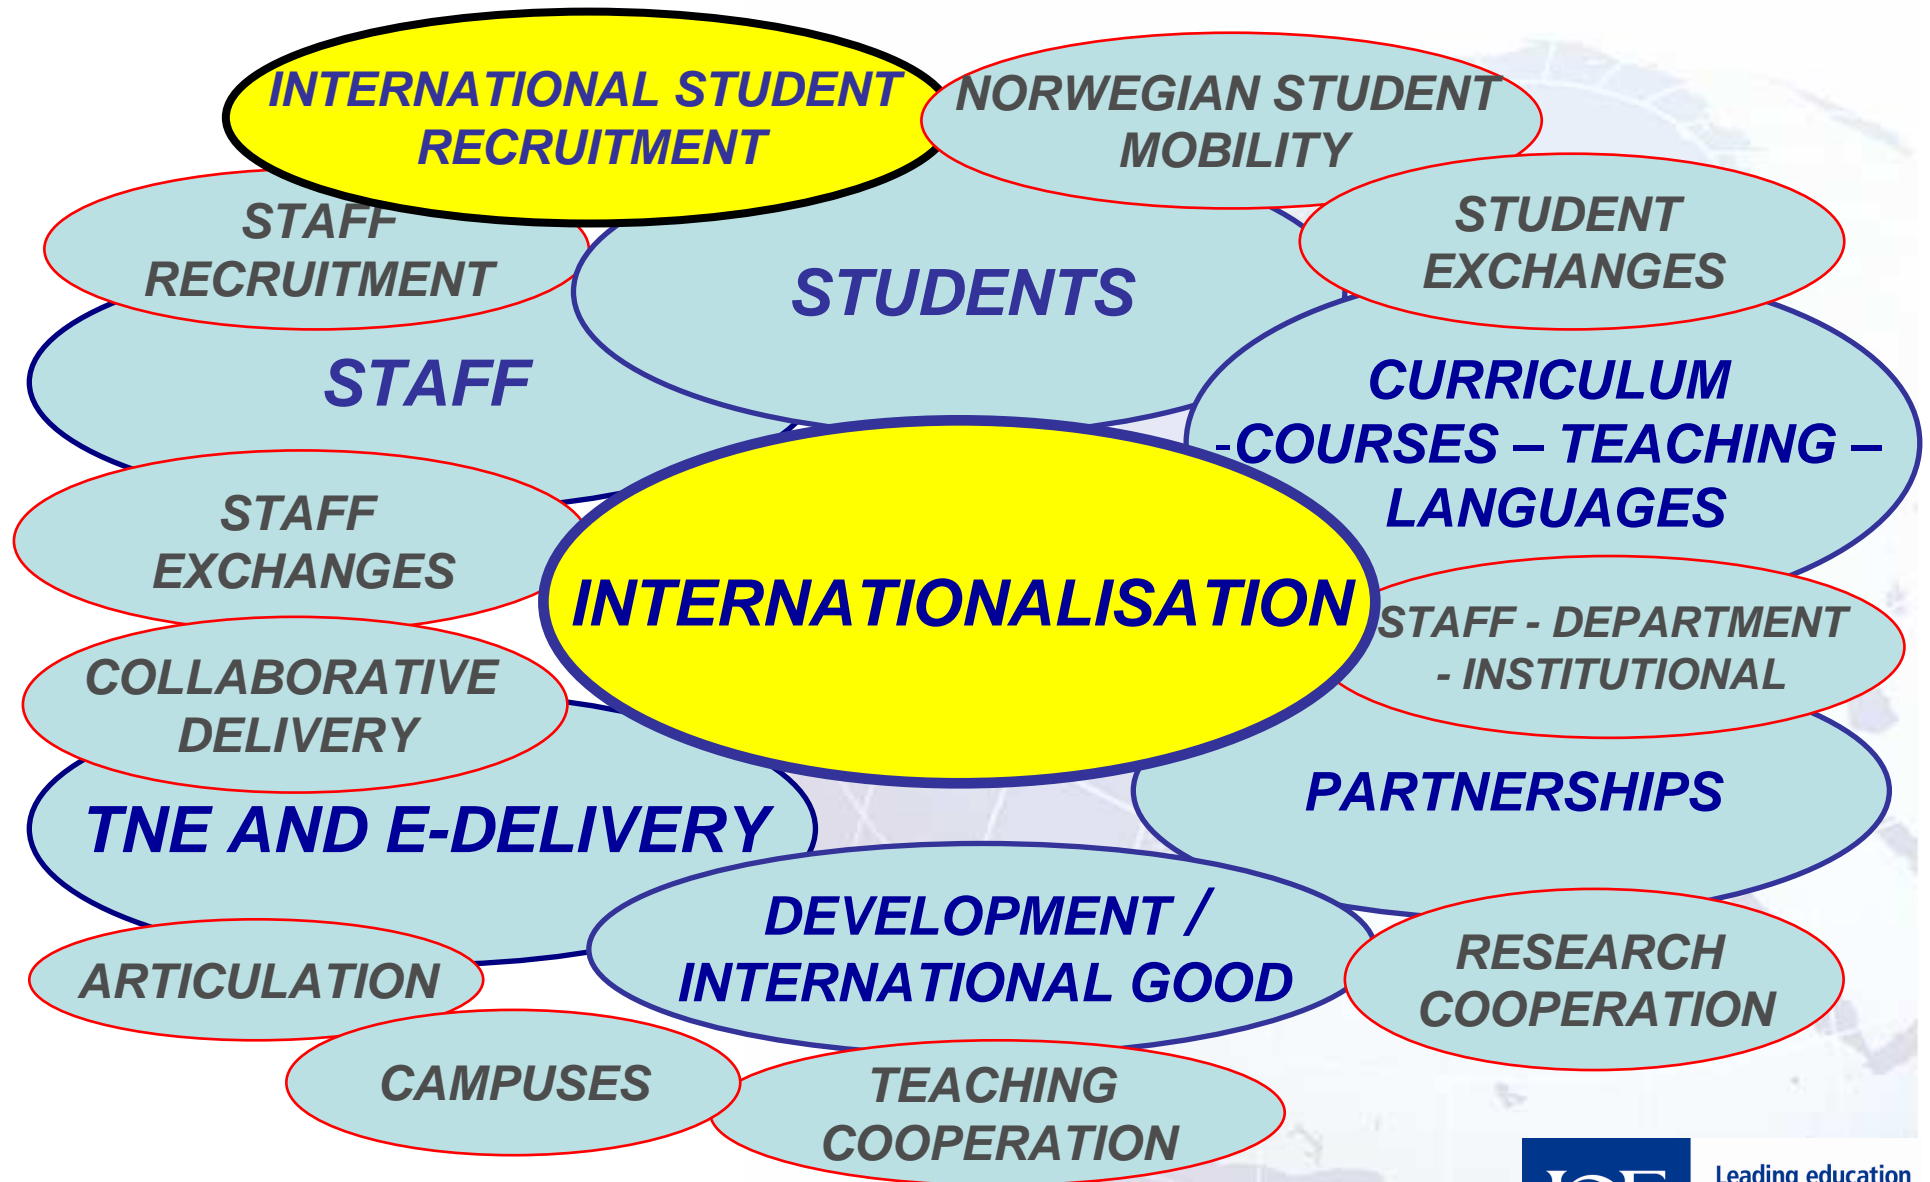 INTERNATIONAL STUDENT
RECRUITMENT
NORWEGIAN STUDENT
MOBILITY
STAFF
RECRUITMENT
STUDENT
EXCHANGES
STUDENTS
STAFF
CURRICULUM
-COURSES – TEACHING –
LANGUAGES
STAFF
EXCHANGES
INTERNATIONALISATION
STAFF - DEPARTMENT
- INSTITUTIONAL
COLLABORATIVE
DELIVERY
PARTNERSHIPS
TNE AND E-DELIVERY
DEVELOPMENT /
INTERNATIONAL GOOD
RESEARCH
COOPERATION
ARTICULATION
CAMPUSES
TEACHING
COOPERATION
Leading education